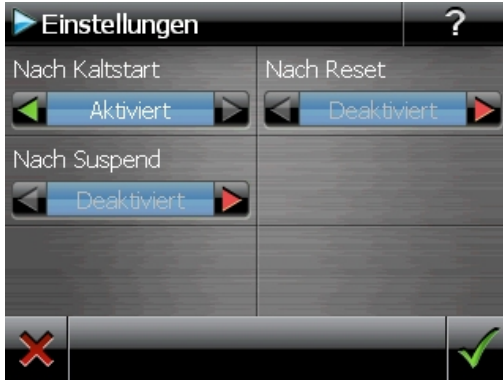 Einstellungen
?
Nach Kaltstart
Nach Reset
Aktiviert
Deaktiviert
Nach Suspend
Deaktiviert